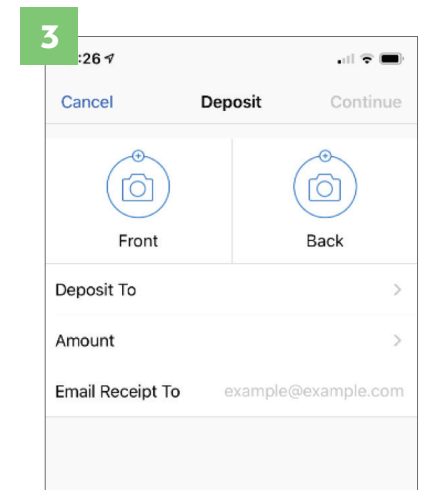 3
:26
Cancel Deposit Continue
Front Back
Deposit To
Amount
Email Receipt To example@example.com